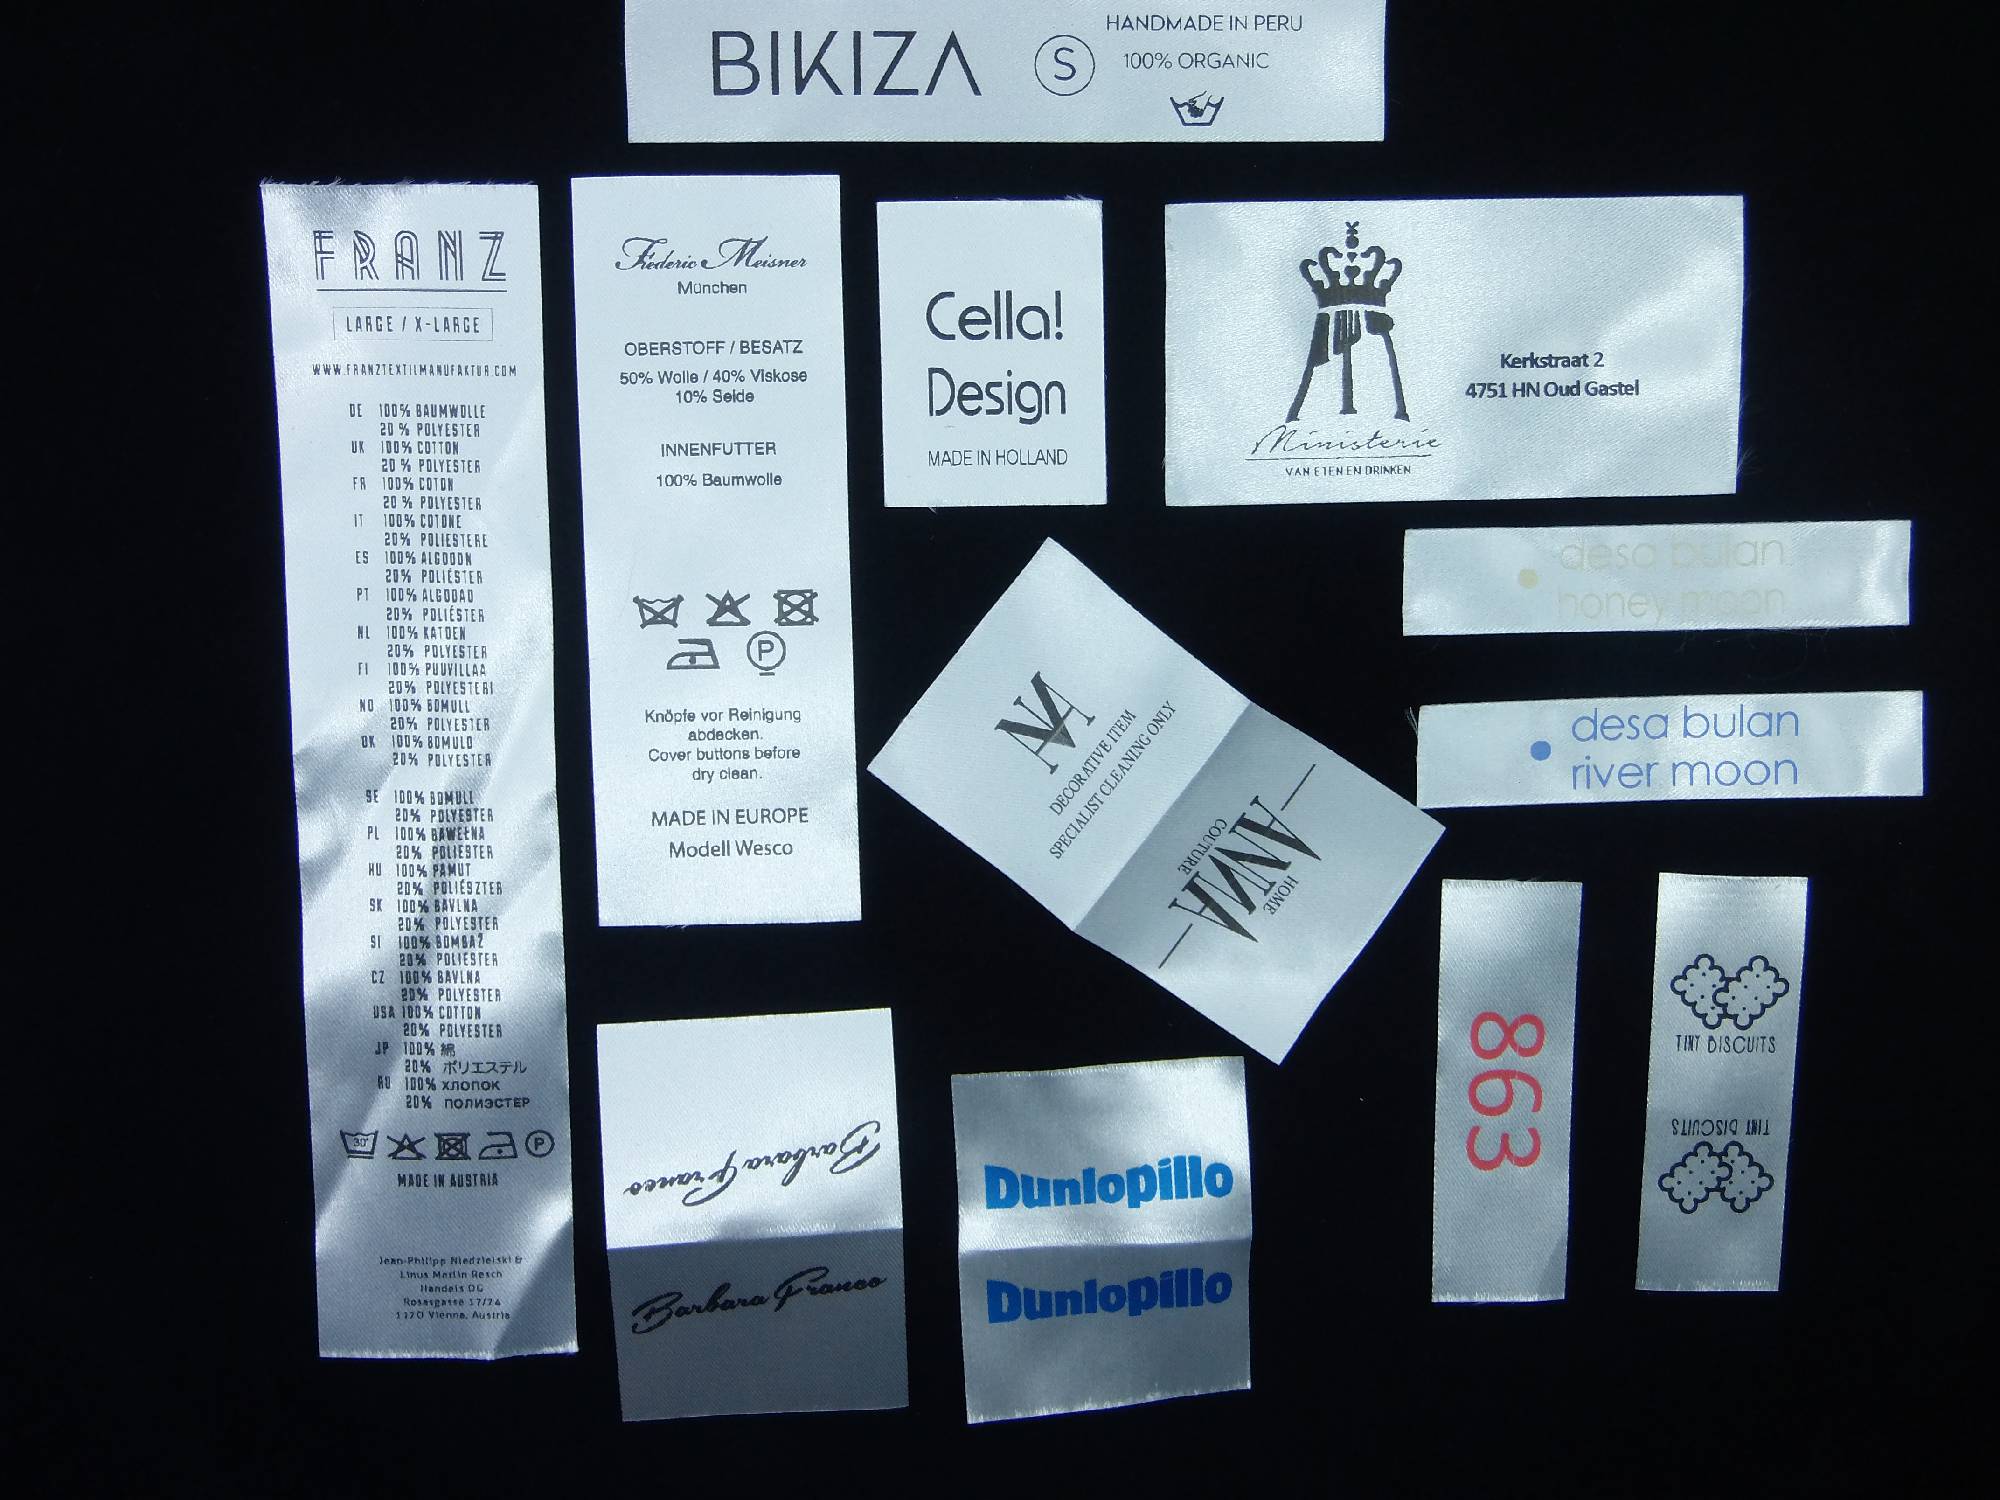 BIKIZA
S
HANDMADE IN PERU
100% ORGANIC
FRANZ
LARGE / X-LARGE
WWW.FRANZTEXTILMANUFAKTUR.COM
DE 100% BAUMWOLLE
20 % POLYESTER
UK 100% COTTON
20 % POLYESTER
FR 100% COTON
20 % POLYESTER
IT 100% COTONE
20% POLIESTERE
ES 100% ALGODON
20% POLIÉSTER
PT 100% ALGODAO
20% POLIÉSTER
NL 100% KATOEN
20% POLYESTER
FI 100% PUUVILLAA
20% POLYESTERI
NO 100% BOMULL
20% POLYESTER
DK 100% BOMULD
20% POLYESTER
SE 100% BOMULL
20% POLYESTER
PL 100% BAWEŁNA
20% POLIESTER
HU 100% PAMUT
20% POLIÉSZTER
SK 100% BAVLNA
20% POLYESTER
SI 100% BOMBAŽ
20% POLIESTER
CZ 100% BAVLNA
20% POLYESTER
USA 100% COTTON
20% POLYESTER
JP 100% 綿
20% ポリエステル
RU 100% хлопок
20% полиэстер
30°
P
MADE IN AUSTRIA
Jean-Philipp Niedzielski &
Linus Merlin Resch
Handels OG
Rosasgasse 17/24
1120 Vienna, Austria
Fréderic Meisner
München
OBERSTOFF / BESATZ
50% Wolle / 40% Viskose
10% Seide
INNENFUTTER
100% Baumwolle
P
Knöpfe vor Reinigung
abdecken.
Cover buttons before
dry clean.
MADE IN EUROPE
Modell Wesco
Cella!
Design
MADE IN HOLLAND
Ministerie
VAN ETEN EN DRINKEN
Kerkstraat 2
4751 HN Oud Gastel
desa bulan
honey moon
desa bulan
river moon
DECORATIVE ITEM
SPECIALIST CLEANING ONLY
HOME
ANNA
COUTURE
863
TINY BISCUITS
TINY BISCUITS
Barbara Franco
Barbara Franco
Dunlopillo
Dunlopillo